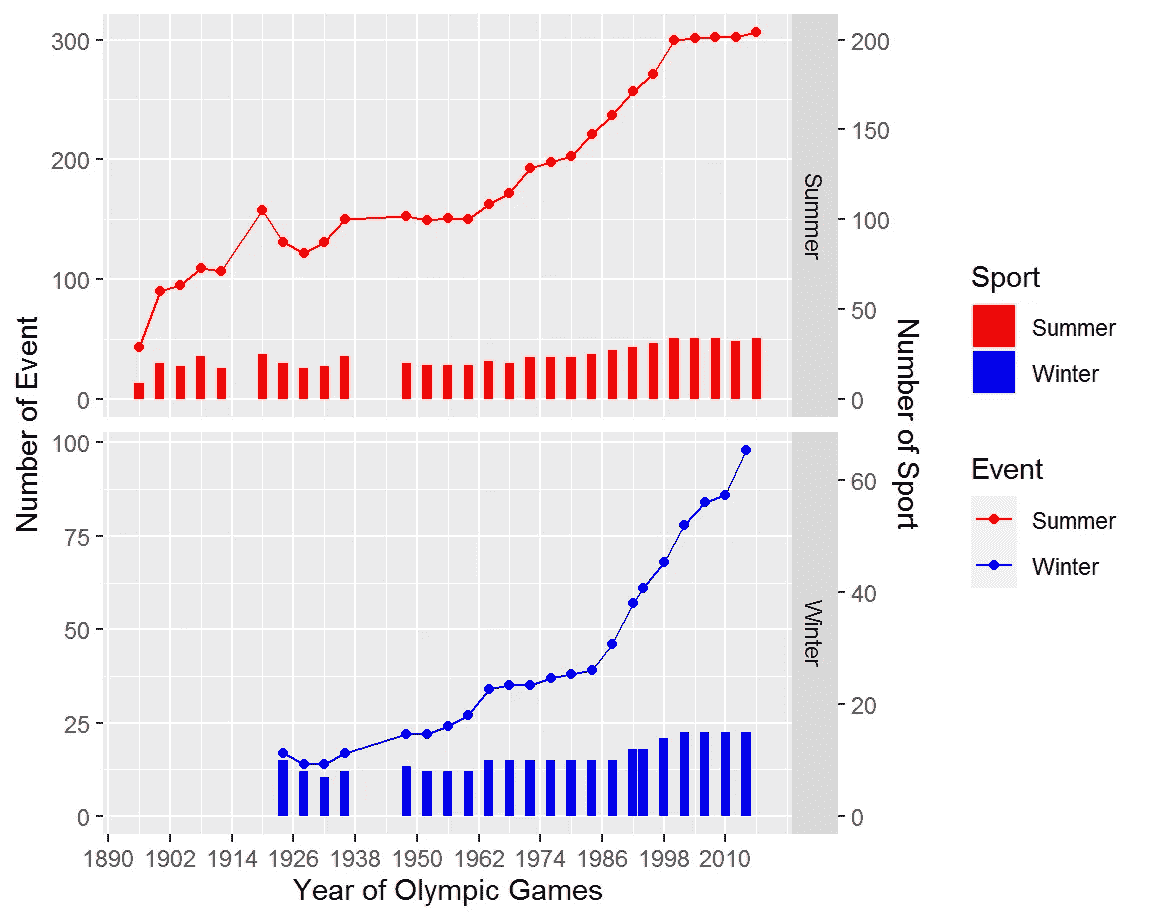 300
200
100
0
200
150
100
50
0
Summer
100
75
50
25
0
60
40
20
0
Winter
Number of Event
Number of Sport
1890 1902 1914 1926 1938 1950 1962 1974 1986 1998 2010
Year of Olympic Games
Sport
Summer
Winter
Event
Summer
Winter